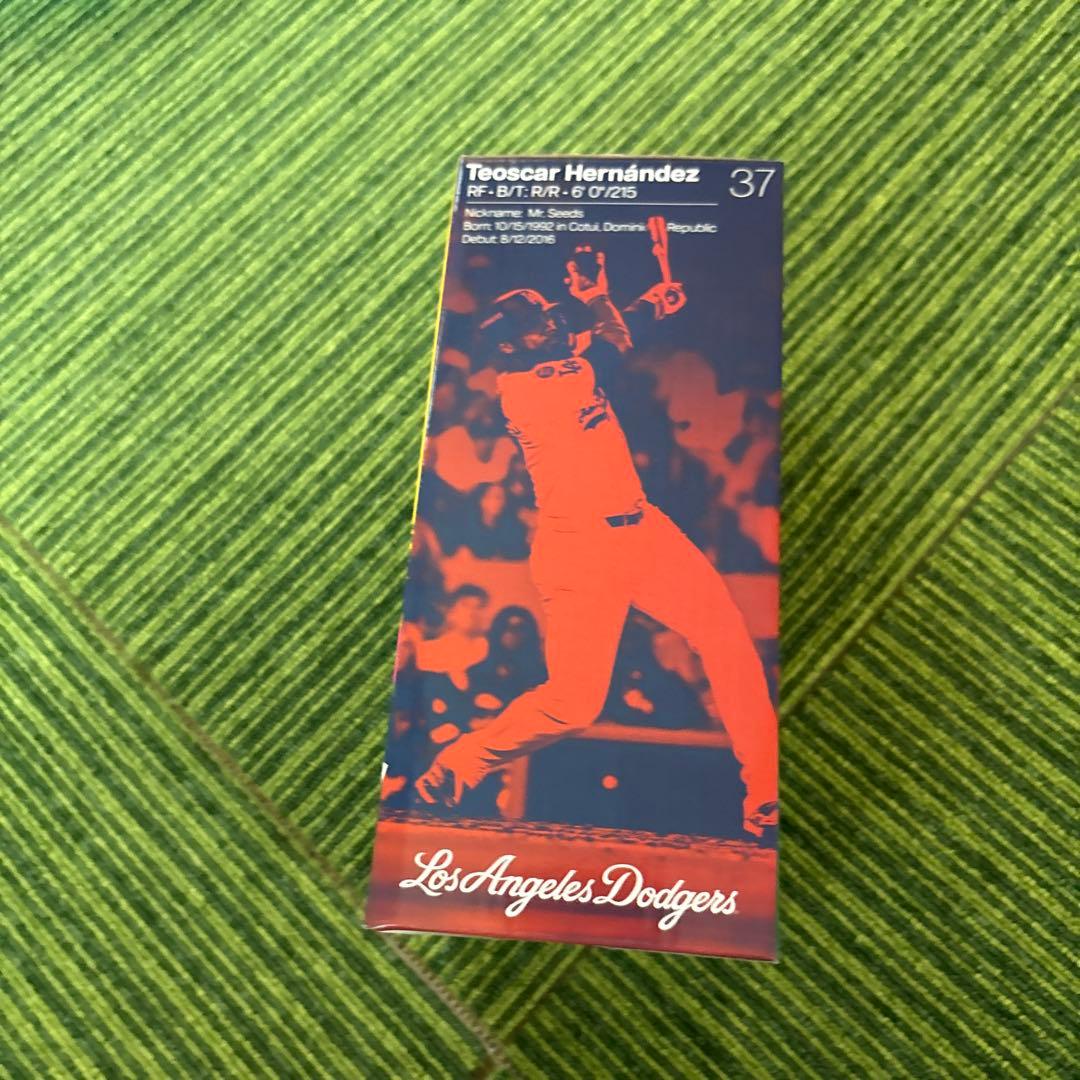 Teoscar Hernández
37
RF - B/T: R/R - 6' 0"/215
Nickname: Mr. Seeds
Born: 10/15/1992 in Cotui, Domini Republic
Debut: 8/12/2016
Los Angeles Dodgers